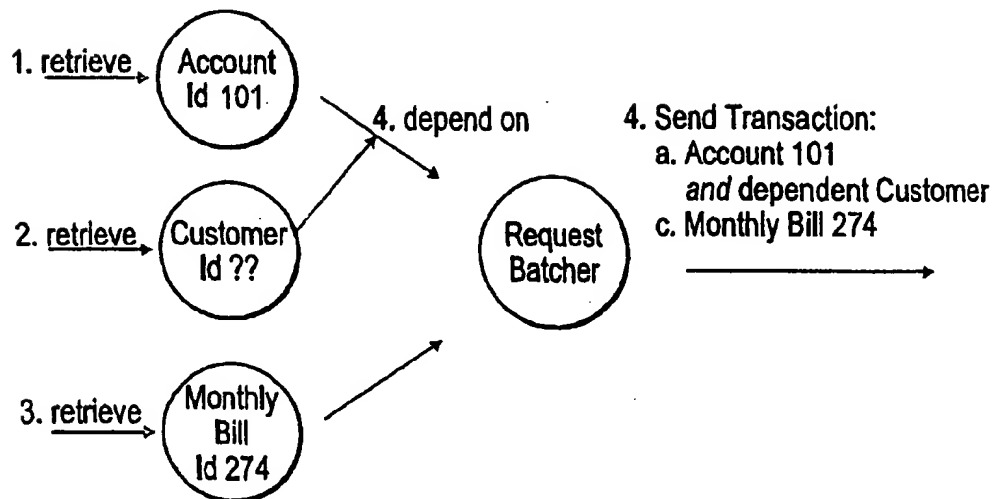 1. retrieve
Account
Id 101
4. depend on
4. Send Transaction:
a. Account 101
and dependent Customer
c. Monthly Bill 274
2. retrieve
Customer
Id ??
Request
Batcher
3. retrieve
Monthly
Bill
Id 274